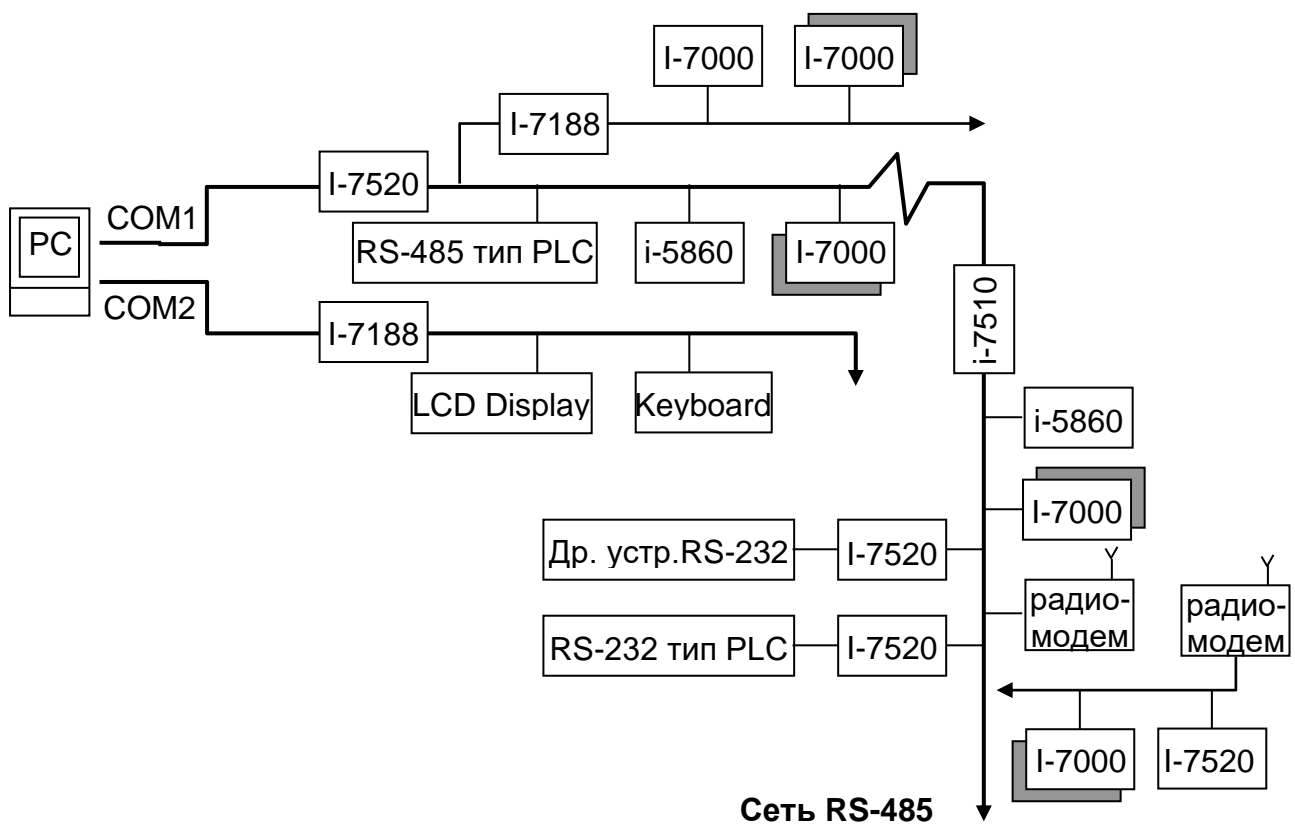 I-7000
I-7000
I-7188
I-7520
COM1
PC
RS-485 тип PLC
i-5860
I-7000
COM2
i-7510
I-7188
LCD Display
Keyboard
i-5860
I-7000
Др. устр.RS-232
I-7520
радио-
модем
радио-
модем
RS-232 тип PLC
I-7520
I-7000
I-7520
Сеть RS-485